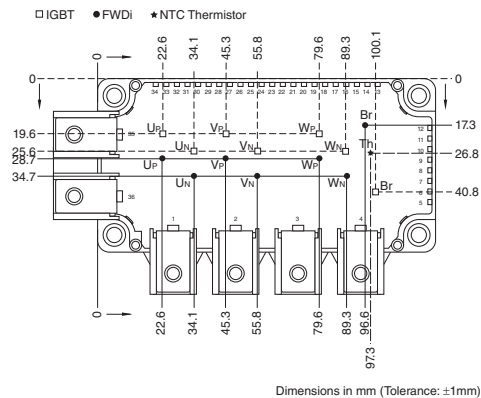 □ IGBT ● FWDi ★ NTC Thermistor
22.6 34.1 45.3 55.8 79.6 89.3 100.1
0 0
34 33 32 31 30 29 28 27 26 25 24 23 22 21 20 19 18 17 16 15 14 13
35
19.6 UP VP WP Br 12 17.3
11
25.6 UN VN WN Th 10 26.8
28.7 UP VP WP 9
8
34.7 UN VN WN Br 7
36 6 40.8
5
1 2 3 4
0
22.6 34.1 45.3 55.8 79.6 89.3 96.6
97.3
Dimensions in mm (Tolerance: ±1mm)